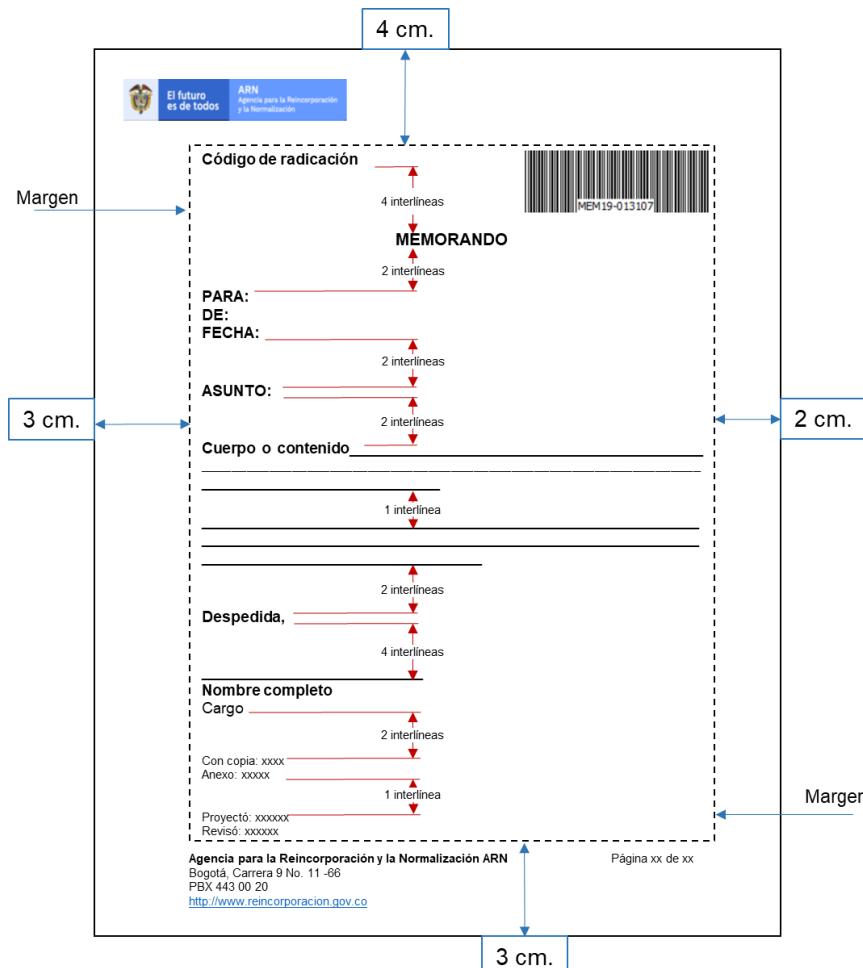 4 cm.
El futuro
es de todos
ARN
Agencia para la Reincorporación
y la Normalización
Código de radicación
MEM19-013107
Margen
4 interlíneas
MEMORANDO
2 interlíneas
PARA:
DE:
FECHA:
2 interlíneas
ASUNTO:
3 cm.
2 cm.
2 interlíneas
Cuerpo o contenido
1 interlínea
2 interlíneas
Despedida,
4 interlíneas
Nombre completo
Cargo
2 interlíneas
Con copia: xxxx
Anexo: xxxxx
1 interlínea
Margen
Proyectó: xxxxxx
Revisó: xxxxxx
Agencia para la Reincorporación y la Normalización ARN Página xx de xx
Bogotá, Carrera 9 No. 11 -66
PBX 443 00 20
http://www.reincorporacion.gov.co
3 cm.